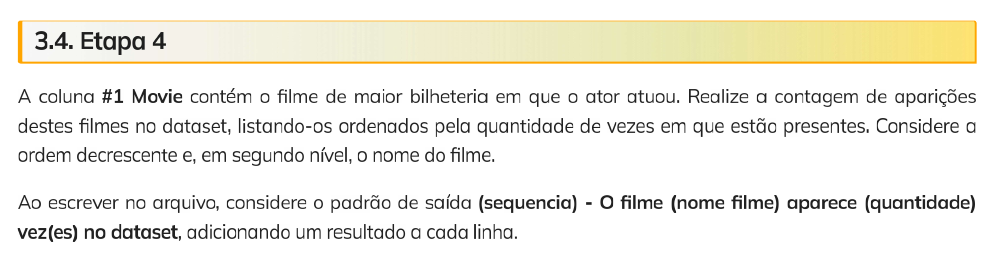 3.4. Etapa 4
A coluna #1 Movie contém o filme de maior bilheteria em que o ator atuou. Realize a contagem de aparições
destes filmes no dataset, listando-os ordenados pela quantidade de vezes em que estão presentes. Considere a
ordem decrescente e, em segundo nível, o nome do filme.
Ao escrever no arquivo, considere o padrão de saída (sequencia) - O filme (nome filme) aparece (quantidade)
vez(es) no dataset, adicionando um resultado a cada linha.